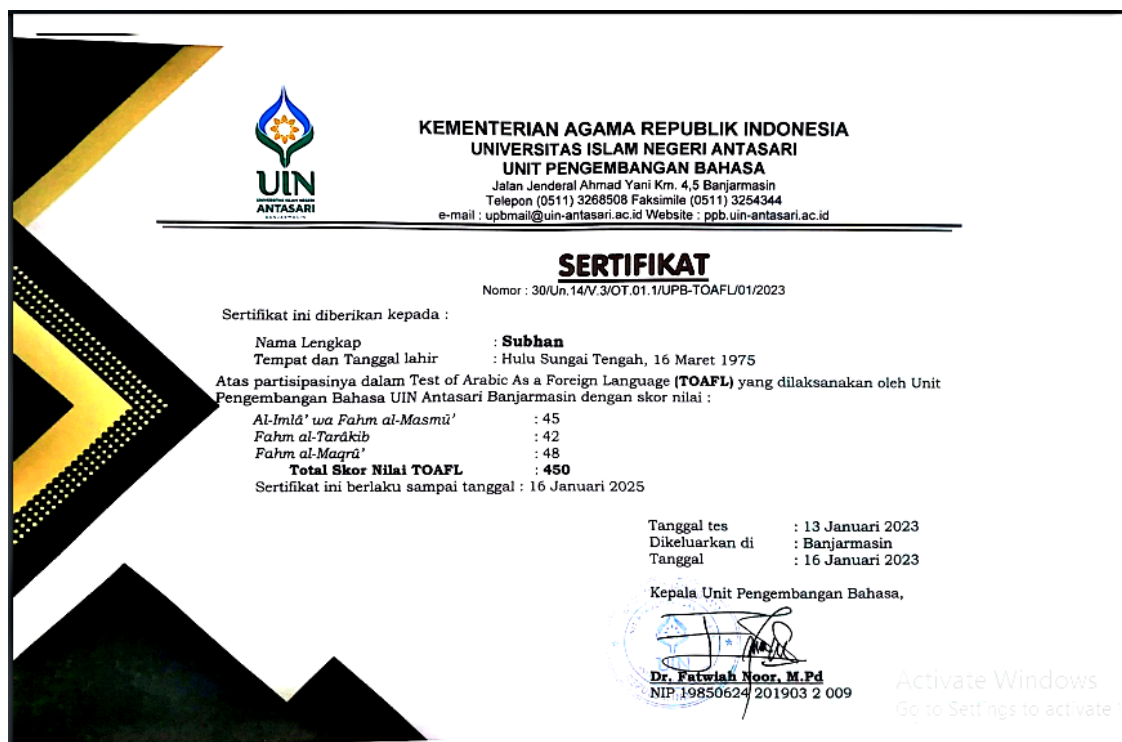 UIN
UNIVERSITAS ISLAM NEGERI
ANTASARI
BANJARMASIN
KEMENTERIAN AGAMA REPUBLIK INDONESIA
UNIVERSITAS ISLAM NEGERI ANTASARI
UNIT PENGEMBANGAN BAHASA
Jalan Jenderal Ahmad Yani Km. 4,5 Banjarmasin
Telepon (0511) 3268508 Faksimile (0511) 3254344
e-mail : upbmail@uin-antasari.ac.id Website : ppb.uin-antasari.ac.id
SERTIFIKAT
Nomor : 30/Un.14/V.3/OT.01.1/UPB-TOAFL/01/2023
Sertifikat ini diberikan kepada :
Nama Lengkap : Subhan
Tempat dan Tanggal lahir : Hulu Sungai Tengah, 16 Maret 1975
Atas partisipasinya dalam Test of Arabic As a Foreign Language (TOAFL) yang dilaksanakan oleh Unit
Pengembangan Bahasa UIN Antasari Banjarmasin dengan skor nilai :
Al-Imlâ' wa Fahm al-Masmû' : 45
Fahm al-Tarâkib : 42
Fahm al-Maqrû' : 48
Total Skor Nilai TOAFL : 450
Sertifikat ini berlaku sampai tanggal : 16 Januari 2025
Tanggal tes : 13 Januari 2023
Dikeluarkan di : Banjarmasin
Tanggal : 16 Januari 2023
Kepala Unit Pengembangan Bahasa,
UIN
Dr. Fatwiah Noor, M.Pd
NIP 19850624 201903 2 009
Activate Windows
Go to Settings to activate